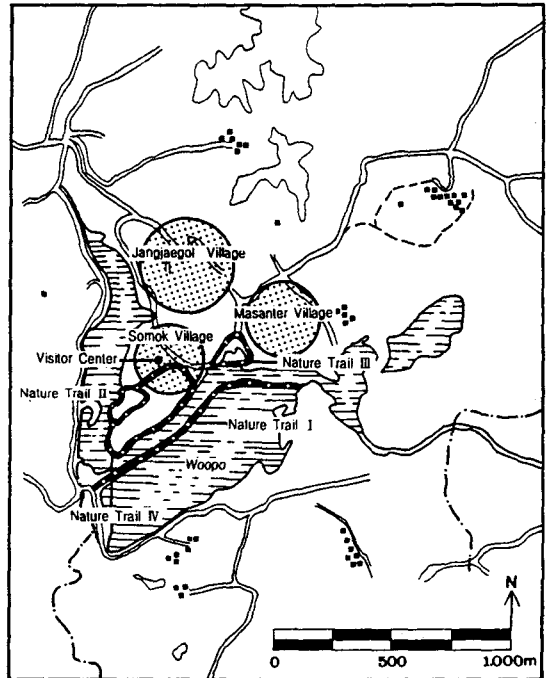 Jangjaegol Village
Masanter Village
Somok Village
Visitor Center
Nature Trail III
Nature Trail II
Nature Trail I
Woopo
Nature Trail IV
N
0 500 1.000m